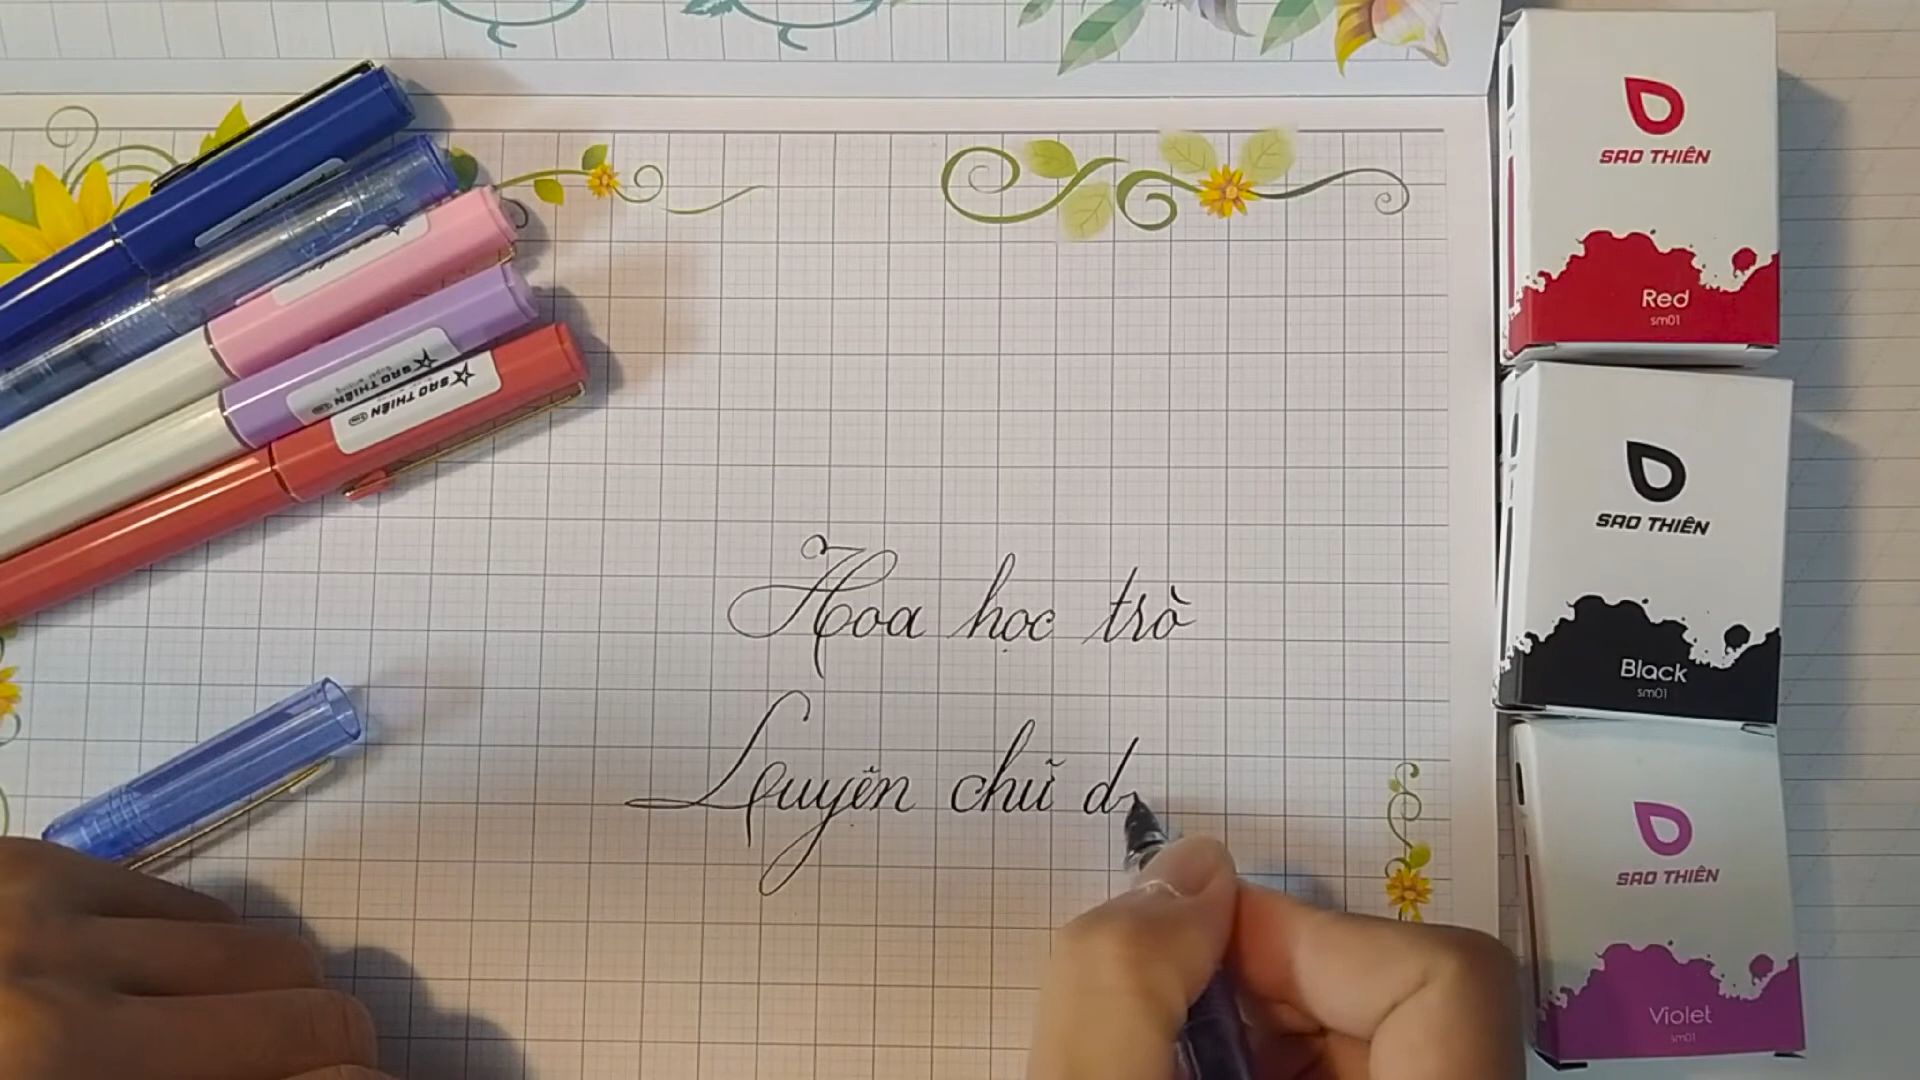 SAO THIÊN
SAO THIÊN
Hoa học trò
Luyện chữ đ
SAO THIÊN
Red
sm01
SAO THIÊN
Black
sm01
SAO THIÊN
Violet
sm01